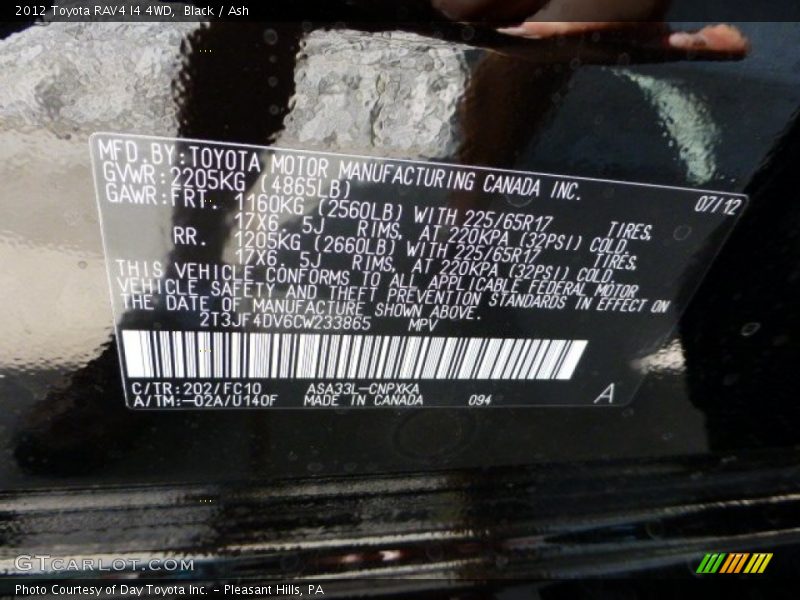 2012 Toyota RAV4 I4 4WD, Black / Ash
MFD.BY:TOYOTA MOTOR MANUFACTURING CANADA INC.
GVWR:2205KG (4865LB) 07/12
GAWR:FRT. 1160KG (2560LB) WITH 225/65R17 TIRES,
17X6. 5J RIMS, AT 220KPA (32PSI) COLD.
RR. 1205KG (2660LB) WITH 225/65R17 TIRES,
17X6. 5J RIMS, AT 220KPA (32PSI) COLD.
THIS VEHICLE CONFORMS TO ALL APPLICABLE FEDERAL MOTOR
VEHICLE SAFETY AND THEFT PREVENTION STANDARDS IN EFFECT ON
THE DATE OF MANUFACTURE SHOWN ABOVE.
2T3JF4DV6CW233865 MPV
C/TR:202/FC10 ASA33L-CNPXKA
A/TM:-02A/U140F MADE IN CANADA 094 A
GTCarLot.com
Photo Courtesy of Day Toyota Inc. - Pleasant Hills, PA